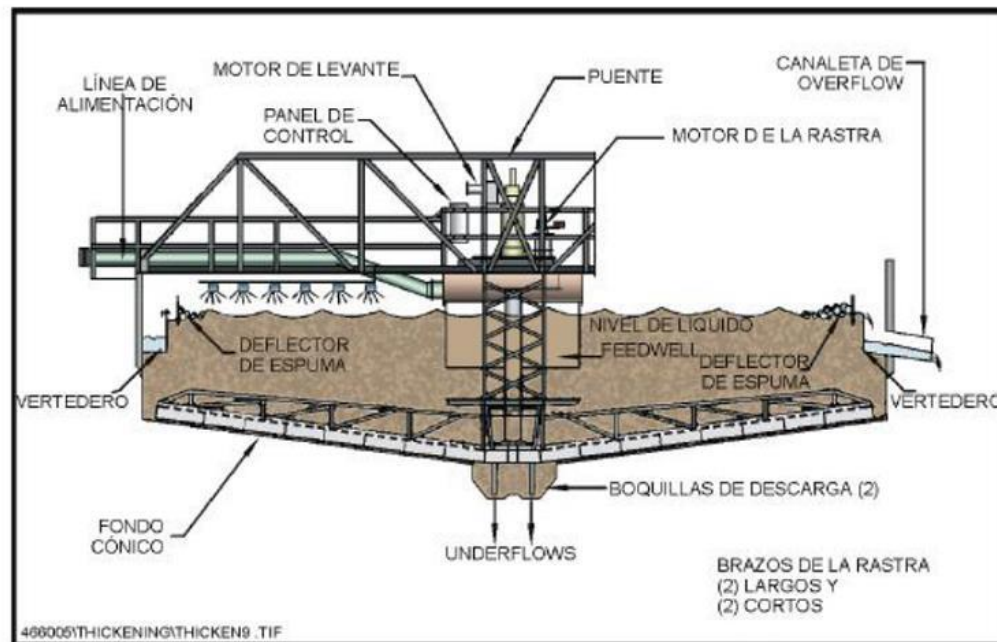 LÍNEA DE
ALIMENTACIÓN
MOTOR DE LEVANTE
PANEL DE
CONTROL
PUENTE
CANALETA DE
OVERFLOW
MOTOR D E LA RASTRA
NIVEL DE LIQUIDO
FEEDWELL
DEFLECTOR
DE ESPUMA
DEFLECTOR
DE ESPUMA
VERTEDERO
VERTEDERO
BOQUILLAS DE DESCARGA (2)
FONDO
CÓNICO
UNDERFLOWS
BRAZOS DE LA RASTRA
(2) LARGOS Y
(2) CORTOS
466005\THICKENING\THICKEN9 .TIF